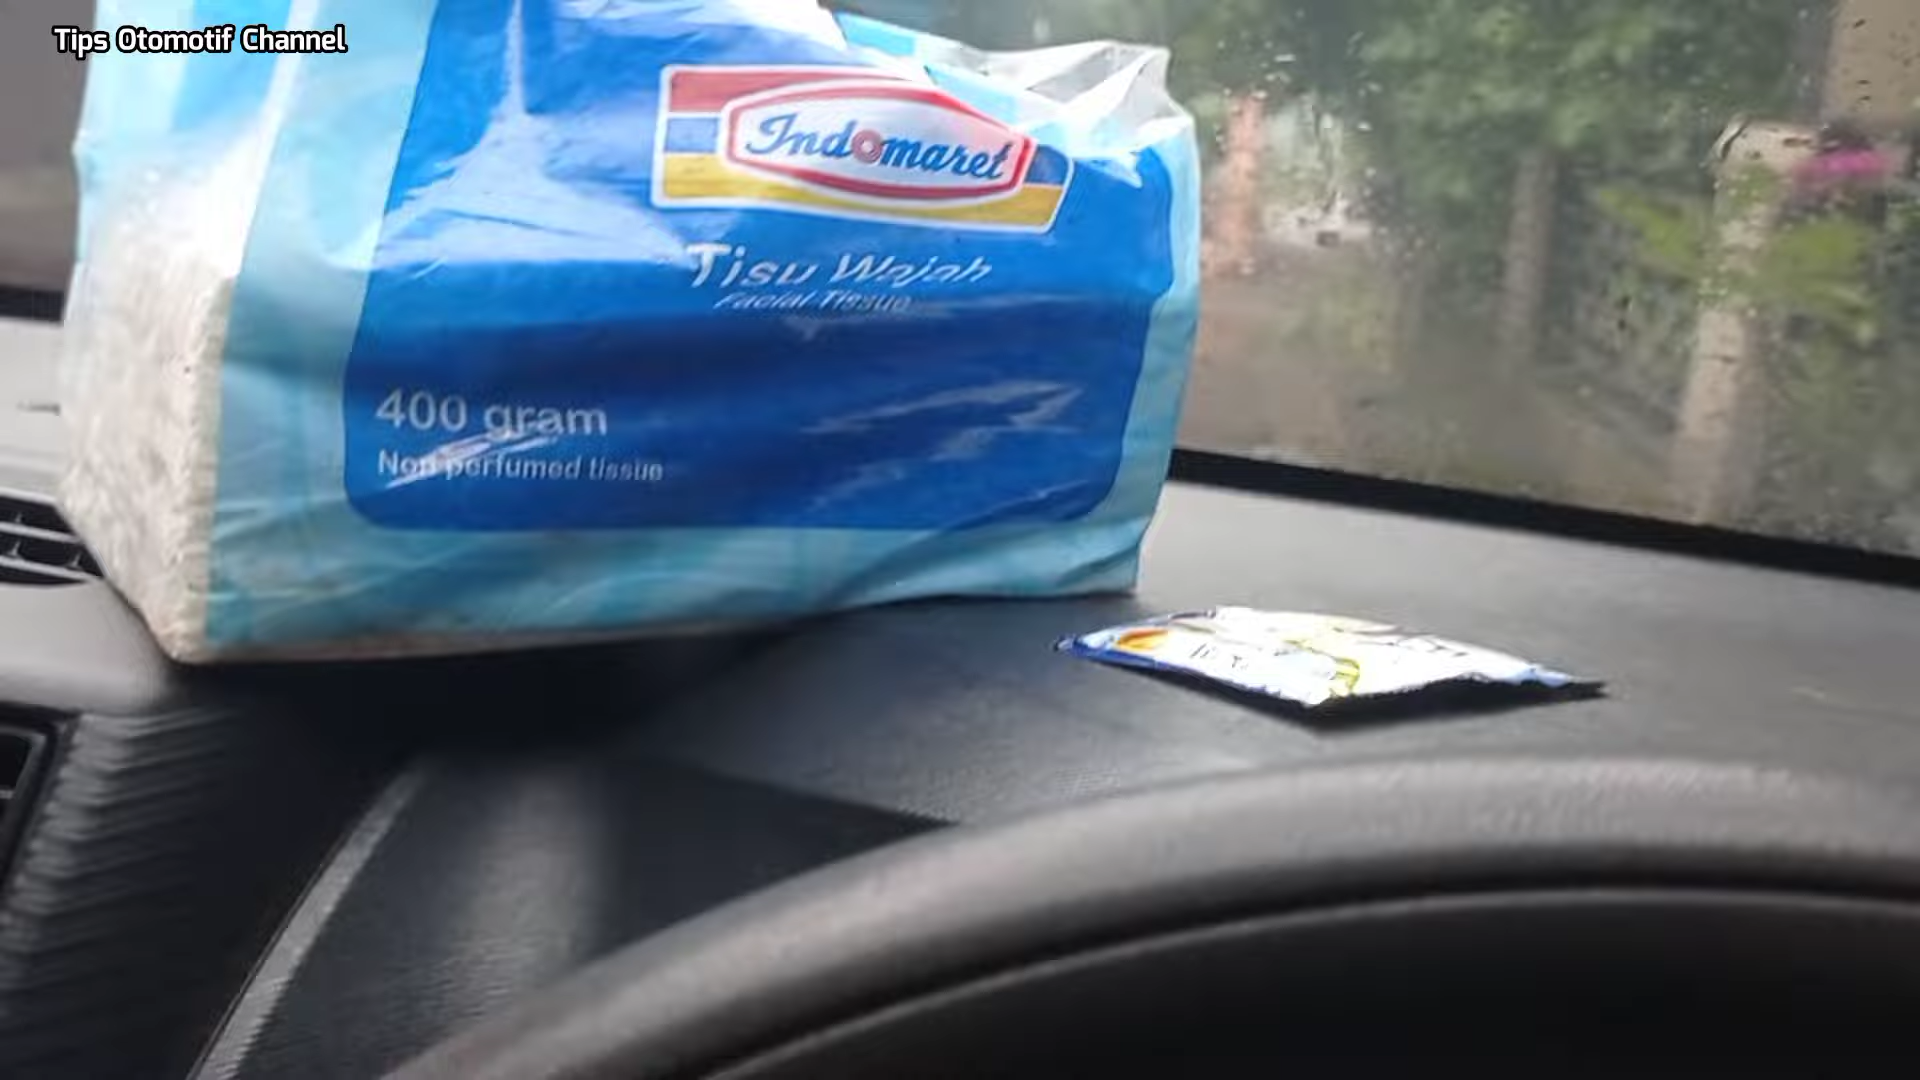 Tips Otomotif Channel
Indomaret
Tisu Wajah
Facial Tissue
400 gram
Non perfumed tissue